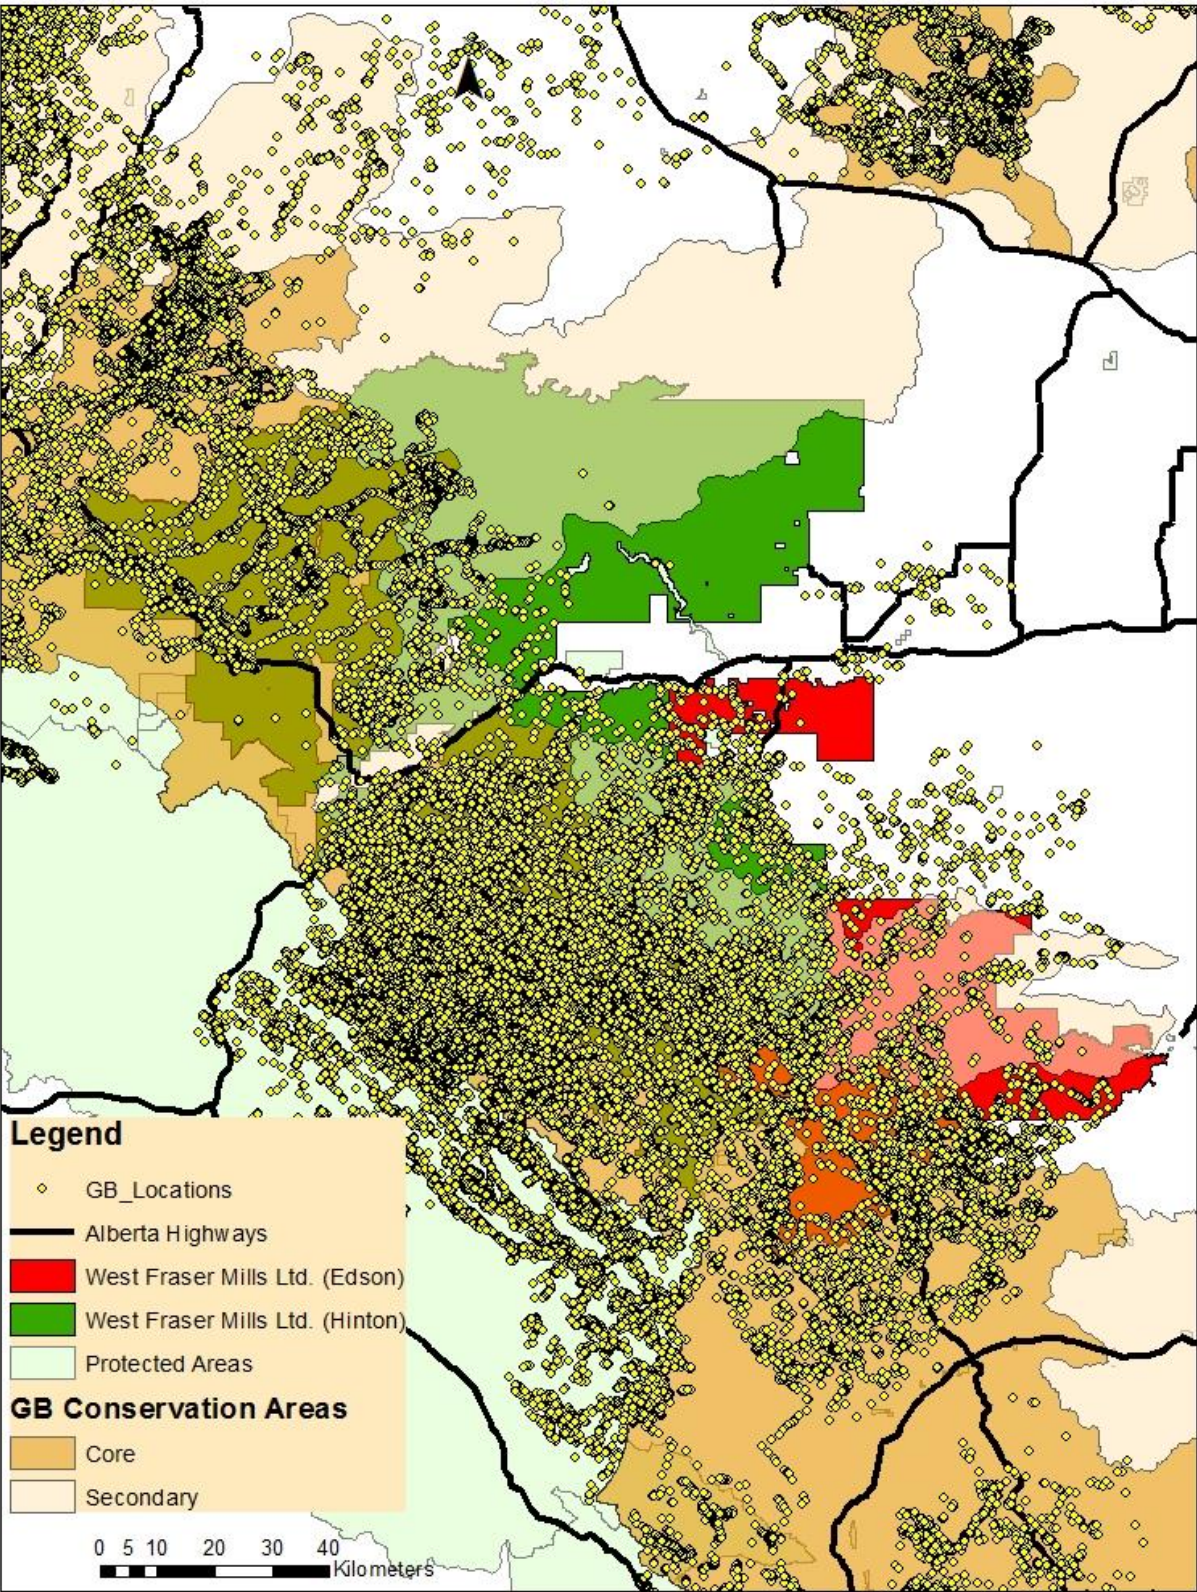 Legend
GB_Locations
Alberta Highways
West Fraser Mills Ltd. (Edson)
West Fraser Mills Ltd. (Hinton)
Protected Areas
GB Conservation Areas
Core
Secondary
0 5 10 20 30 40
Kilometers